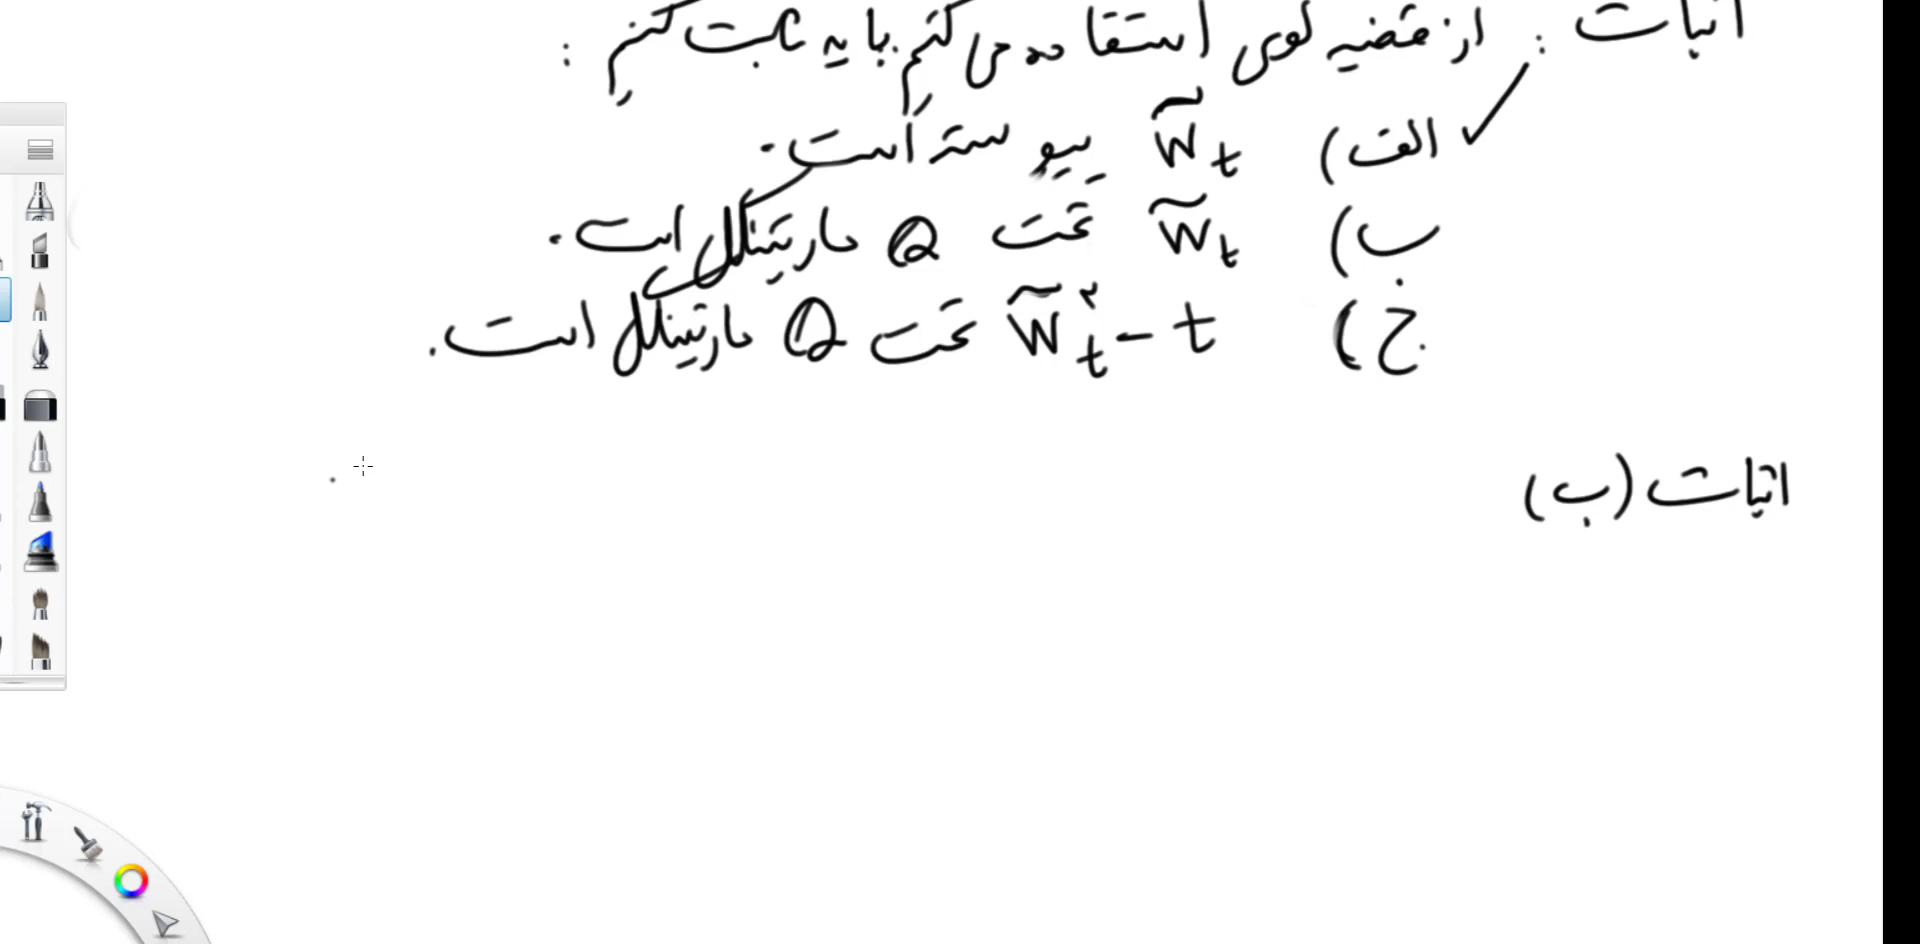 اثبات : از قضیه لوی استفاده می کنیم. باید ثابت کنیم :
الف) W̃_t پیوسته است.
ب) W̃_t تحت Q مارتینگل است.
ج) W̃_t^۲ - t تحت Q مارتینگل است.
اثبات (ب)